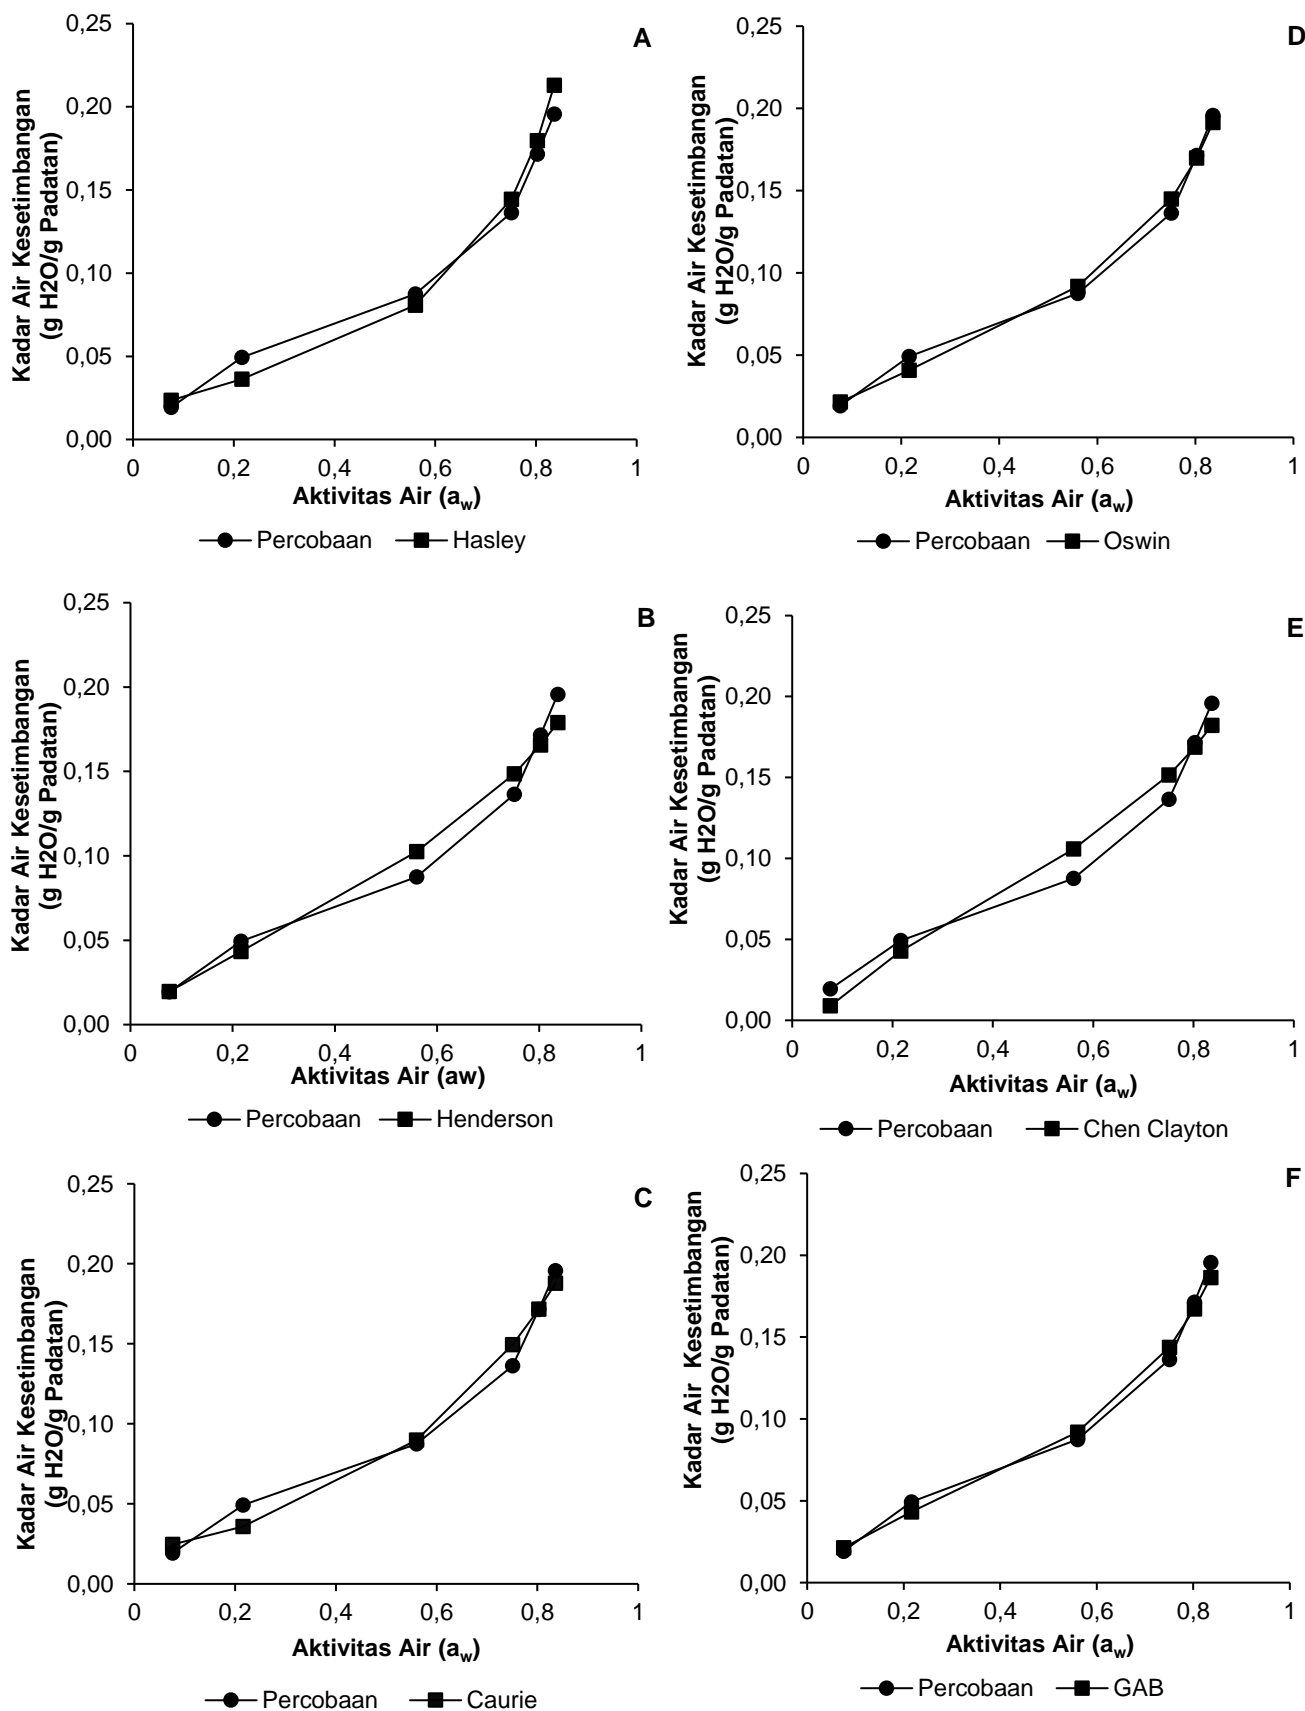 A
Kadar Air Kesetimbangan
(g H2O/g Padatan)
0,25
0,20
0,15
0,10
0,05
0,00
0 0,2 0,4 0,6 0,8 1
Aktivitas Air (aw)
Percobaan Hasley
D
Kadar Air Kesetimbangan
(g H2O/g Padatan)
0,25
0,20
0,15
0,10
0,05
0,00
0 0,2 0,4 0,6 0,8 1
Aktivitas Air (aw)
Percobaan Oswin
B
Kadar Air Kesetimbangan
(g H2O/g Padatan)
0,25
0,20
0,15
0,10
0,05
0,00
0 0,2 0,4 0,6 0,8 1
Aktivitas Air (aw)
Percobaan Henderson
E
Kadar Air Kesetimbangan
(g H2O/g Padatan)
0,25
0,20
0,15
0,10
0,05
0,00
0 0,2 0,4 0,6 0,8 1
Aktivitas Air (aw)
Percobaan Chen Clayton
C
Kadar Air Kesetimbangan
(g H2O/g Padatan)
0,25
0,20
0,15
0,10
0,05
0,00
0 0,2 0,4 0,6 0,8 1
Aktivitas Air (aw)
Percobaan Caurie
F
Kadar Air Kesetimbangan
(g H2O/g Padatan)
0,25
0,20
0,15
0,10
0,05
0,00
0 0,2 0,4 0,6 0,8 1
Aktivitas Air (aw)
Percobaan GAB